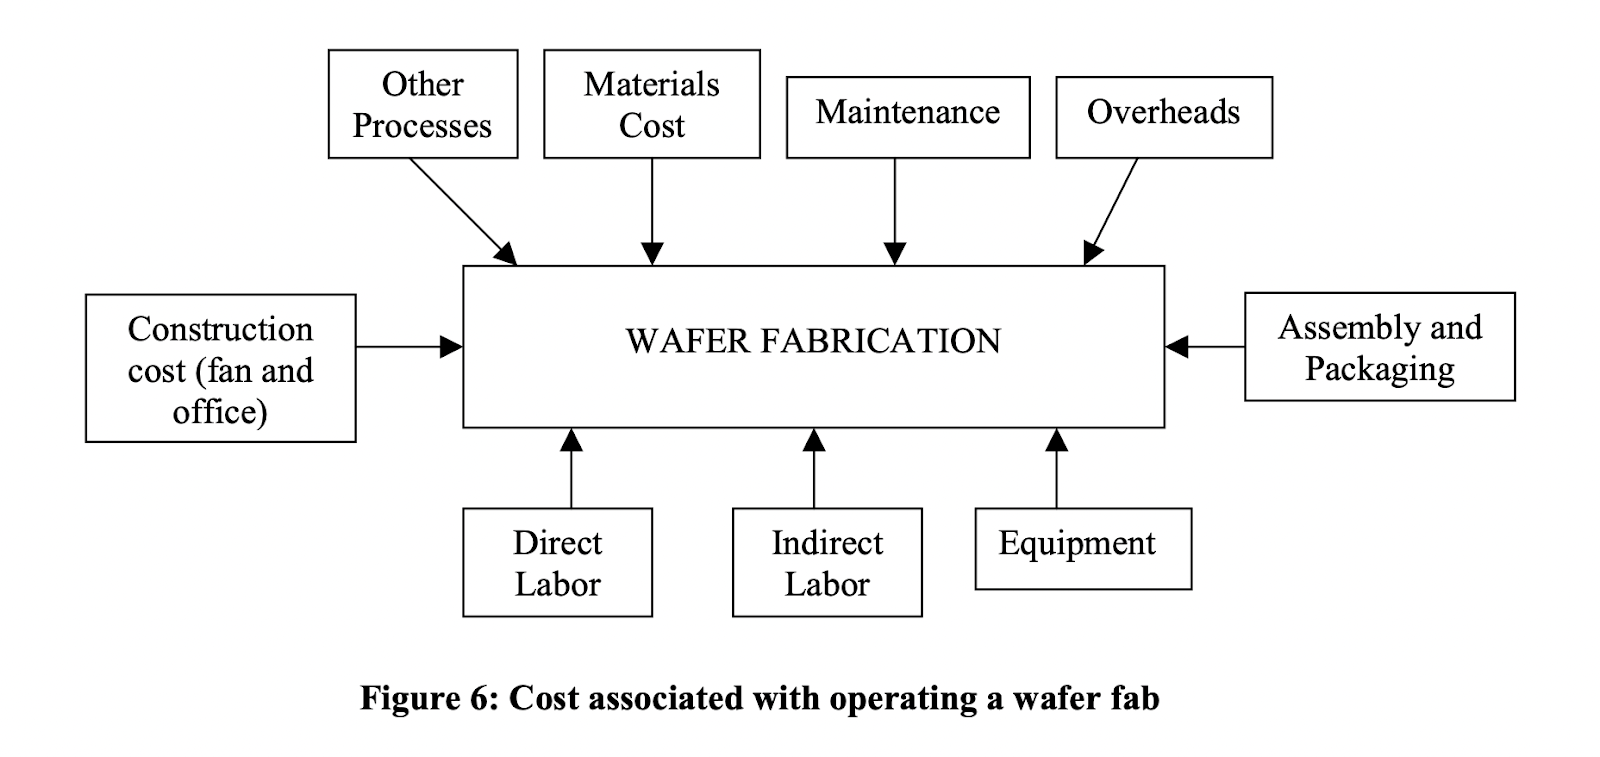 Other
Processes
Materials
Cost
Maintenance
Overheads
Construction
cost (fan and
office)
WAFER FABRICATION
Assembly and
Packaging
Direct
Labor
Indirect
Labor
Equipment
Figure 6: Cost associated with operating a wafer fab